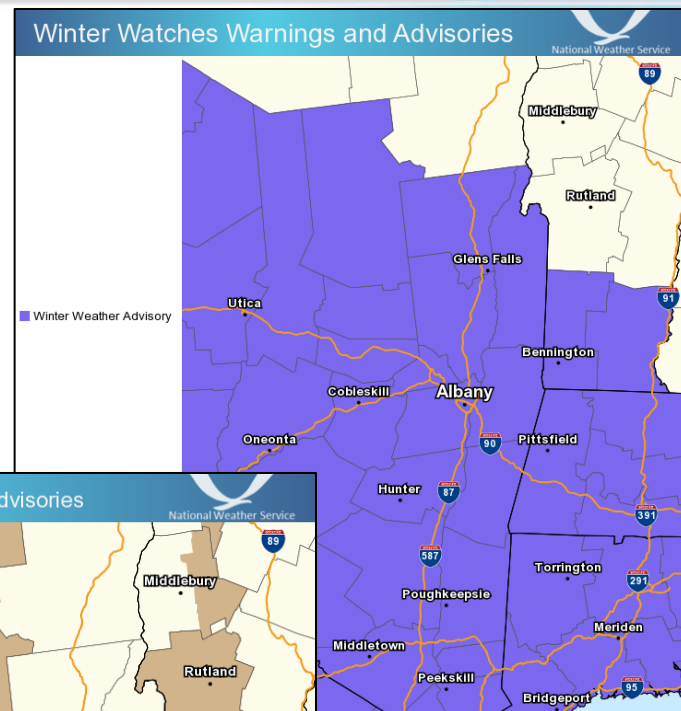 Winter Watches Warnings and Advisories
National Weather Service
89
Middlebury
Rutland
Glens Falls
91
Utica
Winter Weather Advisory
Bennington
Cobleskill
Albany
Oneonta
90
Pittsfield
Hunter
87
391
587
Torrington
291
Poughkeepsie
Meriden
Middletown
Peekskill
95
Bridgeport
dvisories
National Weather Service
89
Middlebury
Rutland